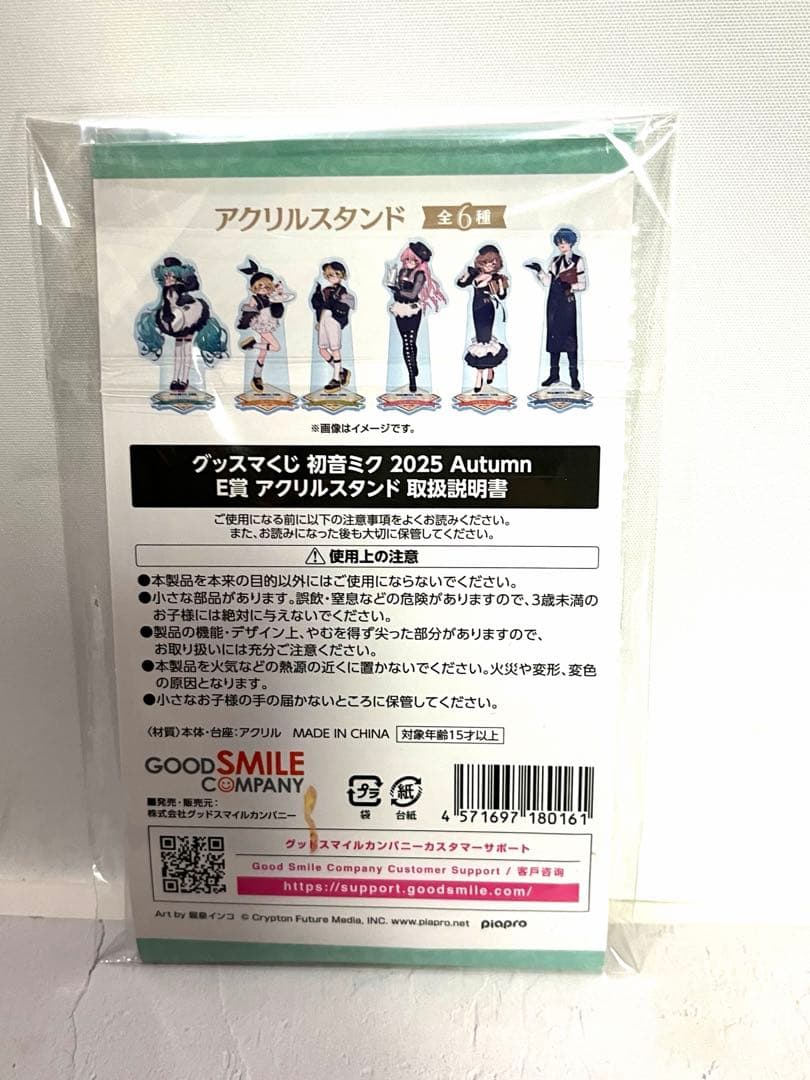 アクリルスタンド 全6種
※画像はイメージです。
グッスマくじ 初音ミク 2025 Autumn
E賞 アクリルスタンド 取扱説明書
ご使用になる前に以下の注意事項をよくお読みください。
また、お読みになった後も大切に保管してください。
⚠使用上の注意
●本製品を本来の目的以外にはご使用にならないでください。
●小さな部品があります。誤飲・窒息などの危険がありますので、3歳未満の
お子様には絶対に与えないでください。
●製品の機能・デザイン上、やむを得ず尖った部分がありますので、
お取り扱いには充分ご注意ください。
●本製品を火気などの熱源の近くに置かないでください。火災や変形、変色
の原因となります。
●小さなお子様の手の届かないところに保管してください。
〈材質〉本体・台座:アクリル MADE IN CHINA 対象年齢15才以上
GOOD SMILE
COMPANY
■発売・販売元:
株式会社グッドスマイルカンパニー
プラ 紙
袋 台紙
4 571697 180161
グッドスマイルカンパニーカスタマーサポート
Good Smile Company Customer Support / 客戶咨询
https://support.goodsmile.com/
Art by 堀泉インコ © Crypton Future Media, INC. www.piapro.net piapro